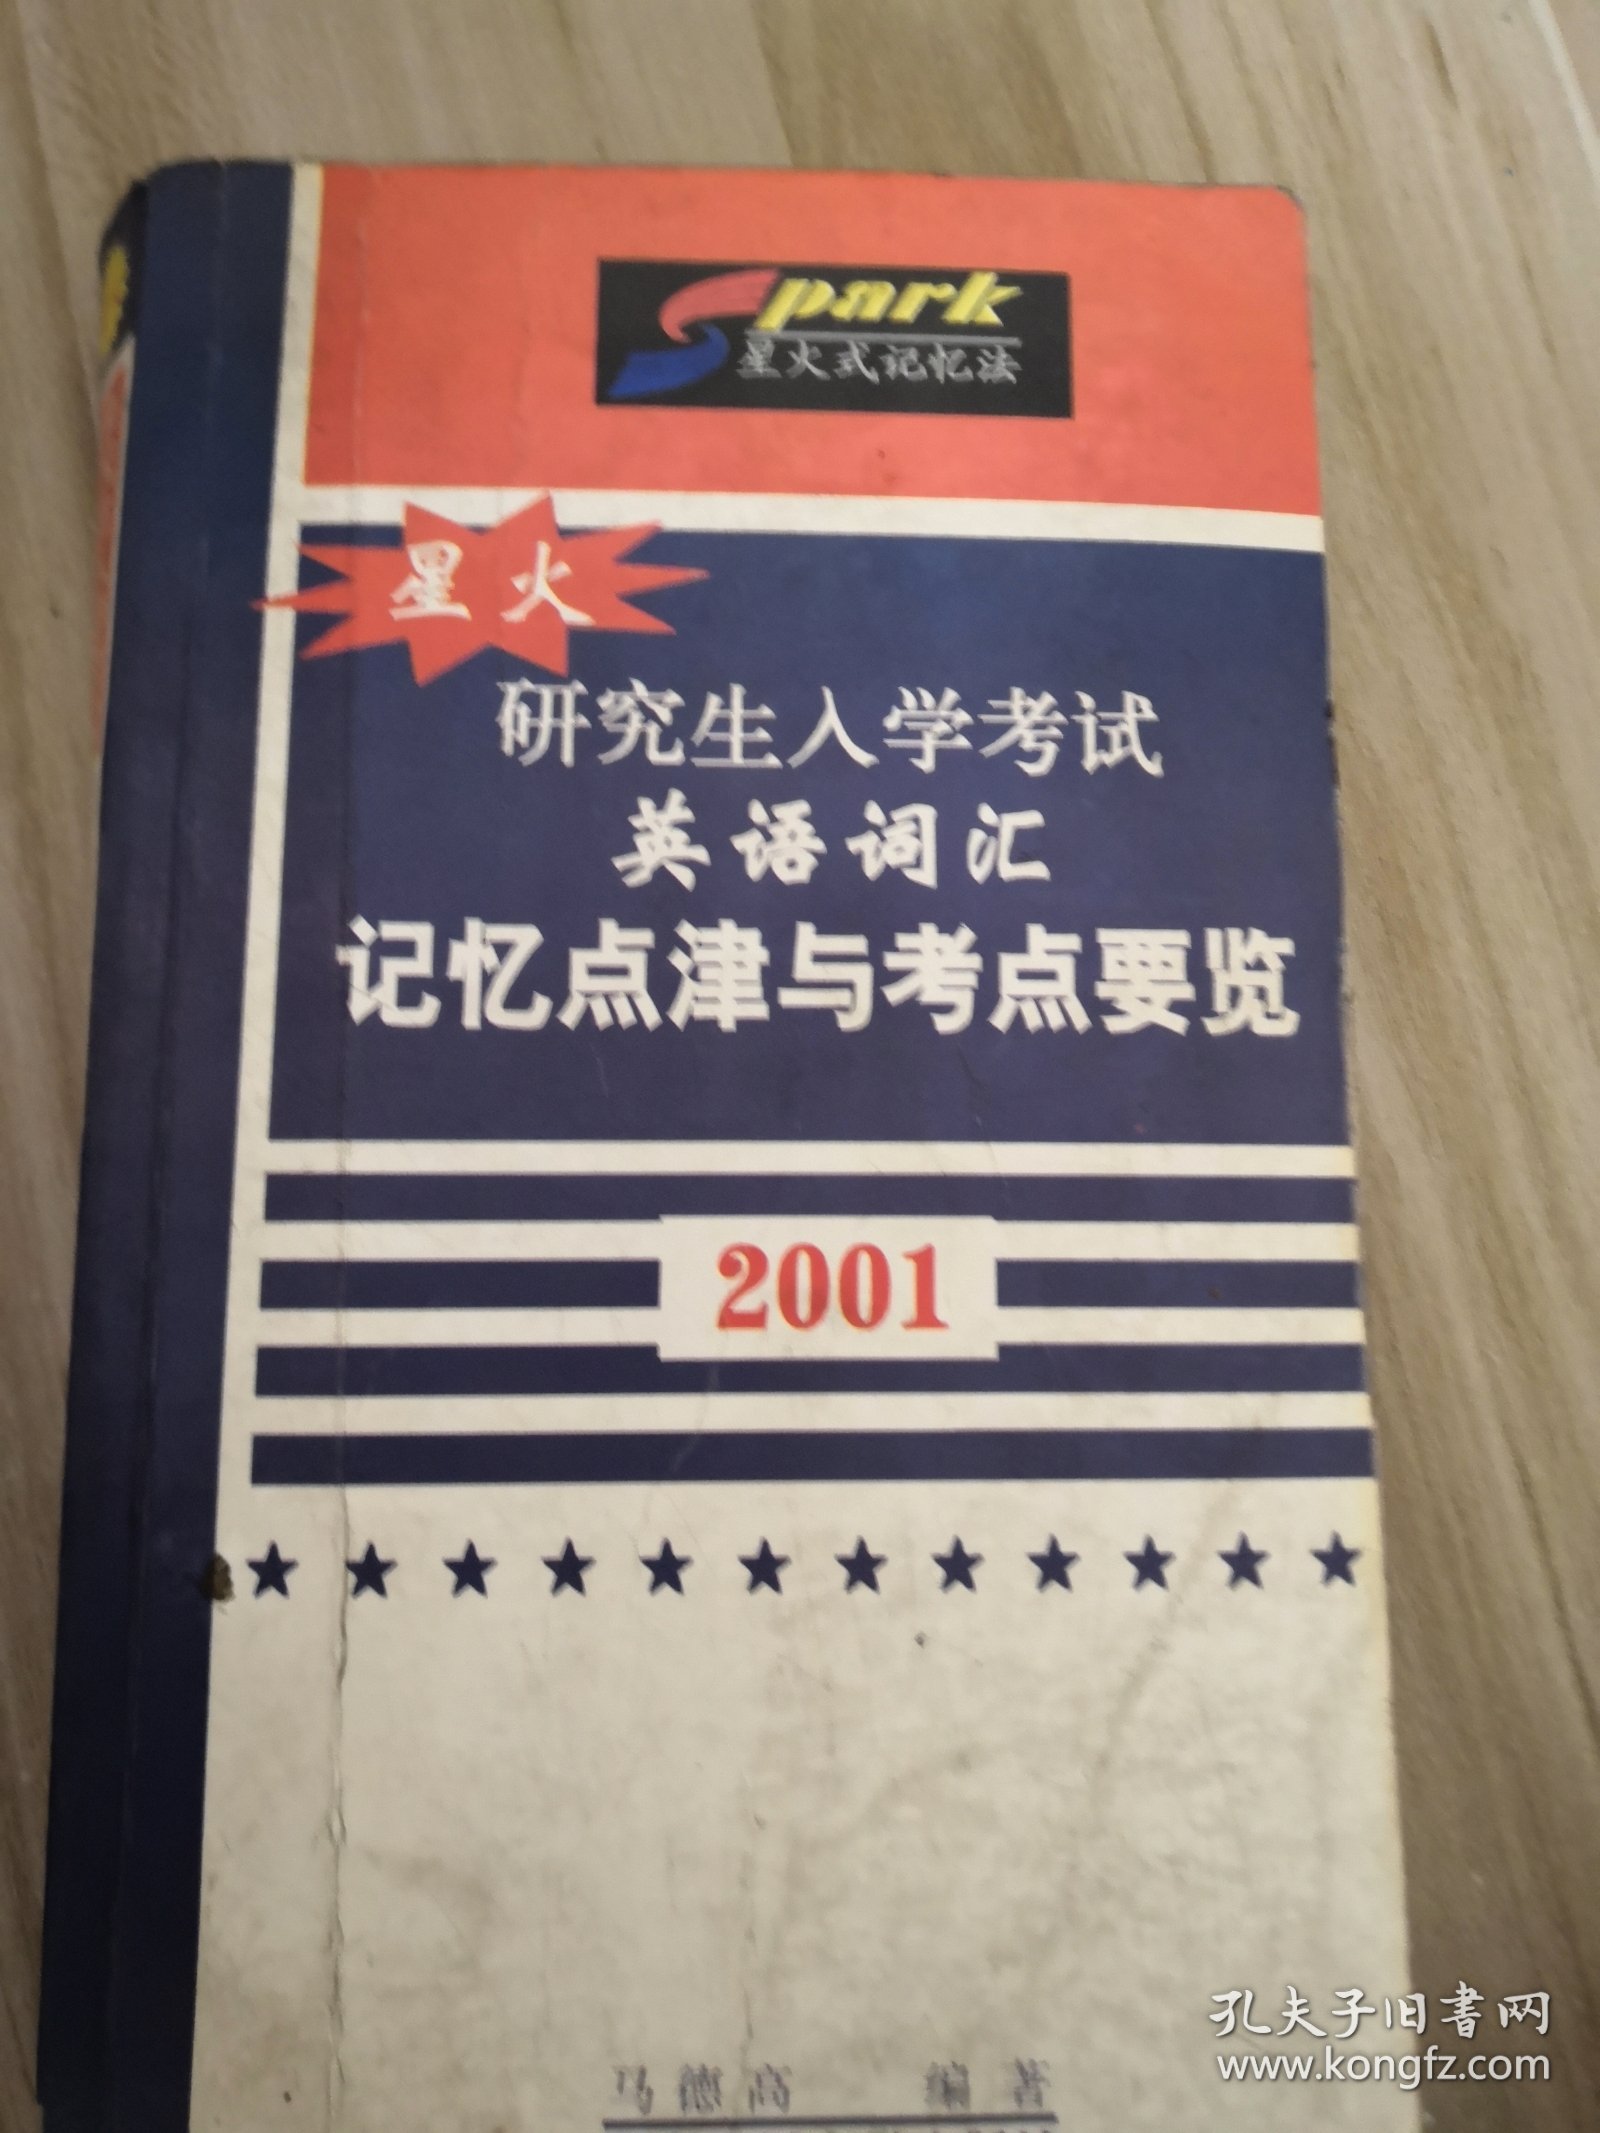 Spark
星火式记忆法
星火
研究生入学考试
英语词汇
记忆点津与考点要览
2001
马德高 编著
孔夫子旧书网
www.kongfz.com